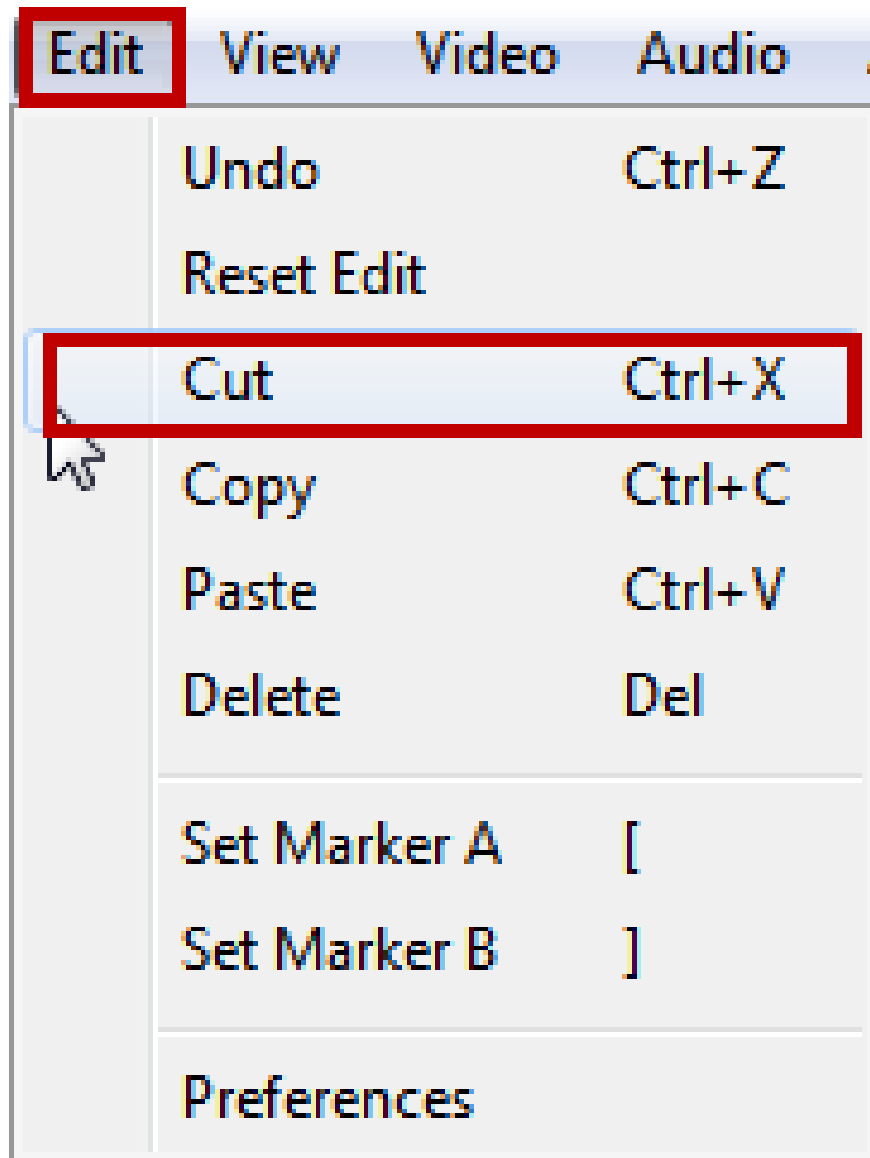 Edit View Video Audio
Undo Ctrl+Z
Reset Edit
Cut Ctrl+X
Copy Ctrl+C
Paste Ctrl+V
Delete Del
Set Marker A [
Set Marker B ]
Preferences